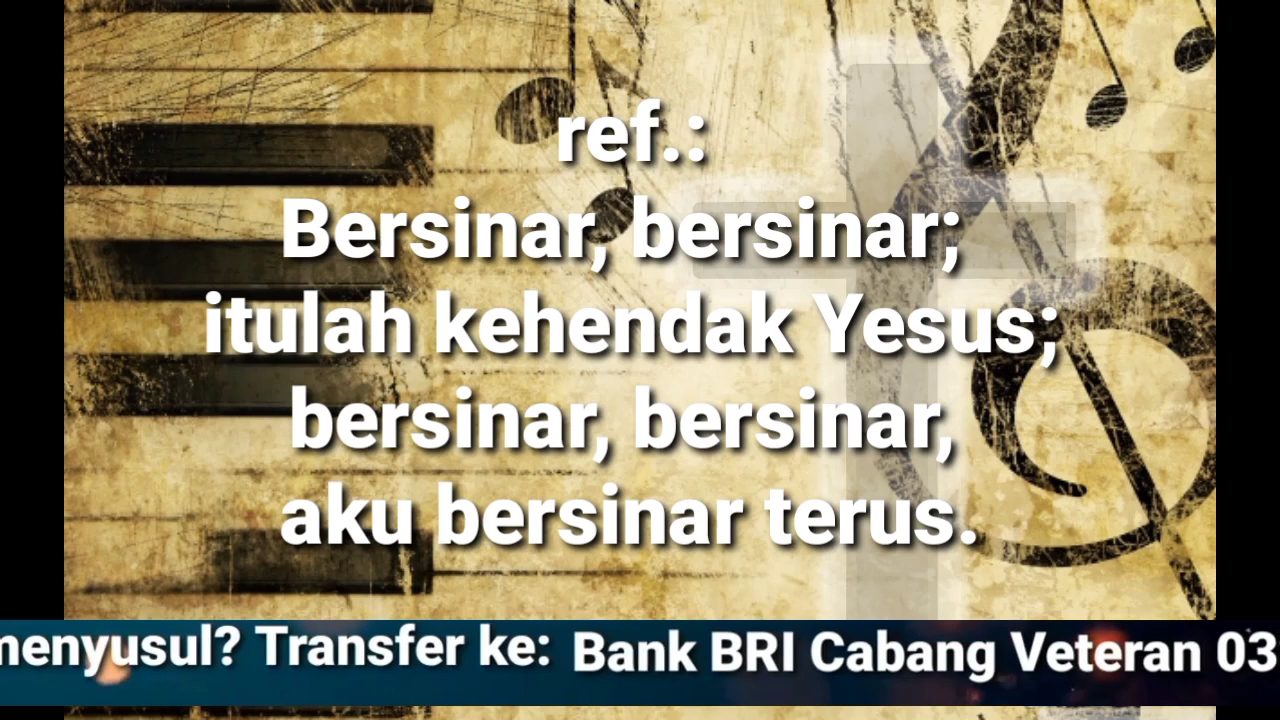 ref.:
Bersinar, bersinar;
itulah kehendak Yesus;
bersinar, bersinar,
aku bersinar terus.
menyusul? Transfer ke: Bank BRI Cabang Veteran 03